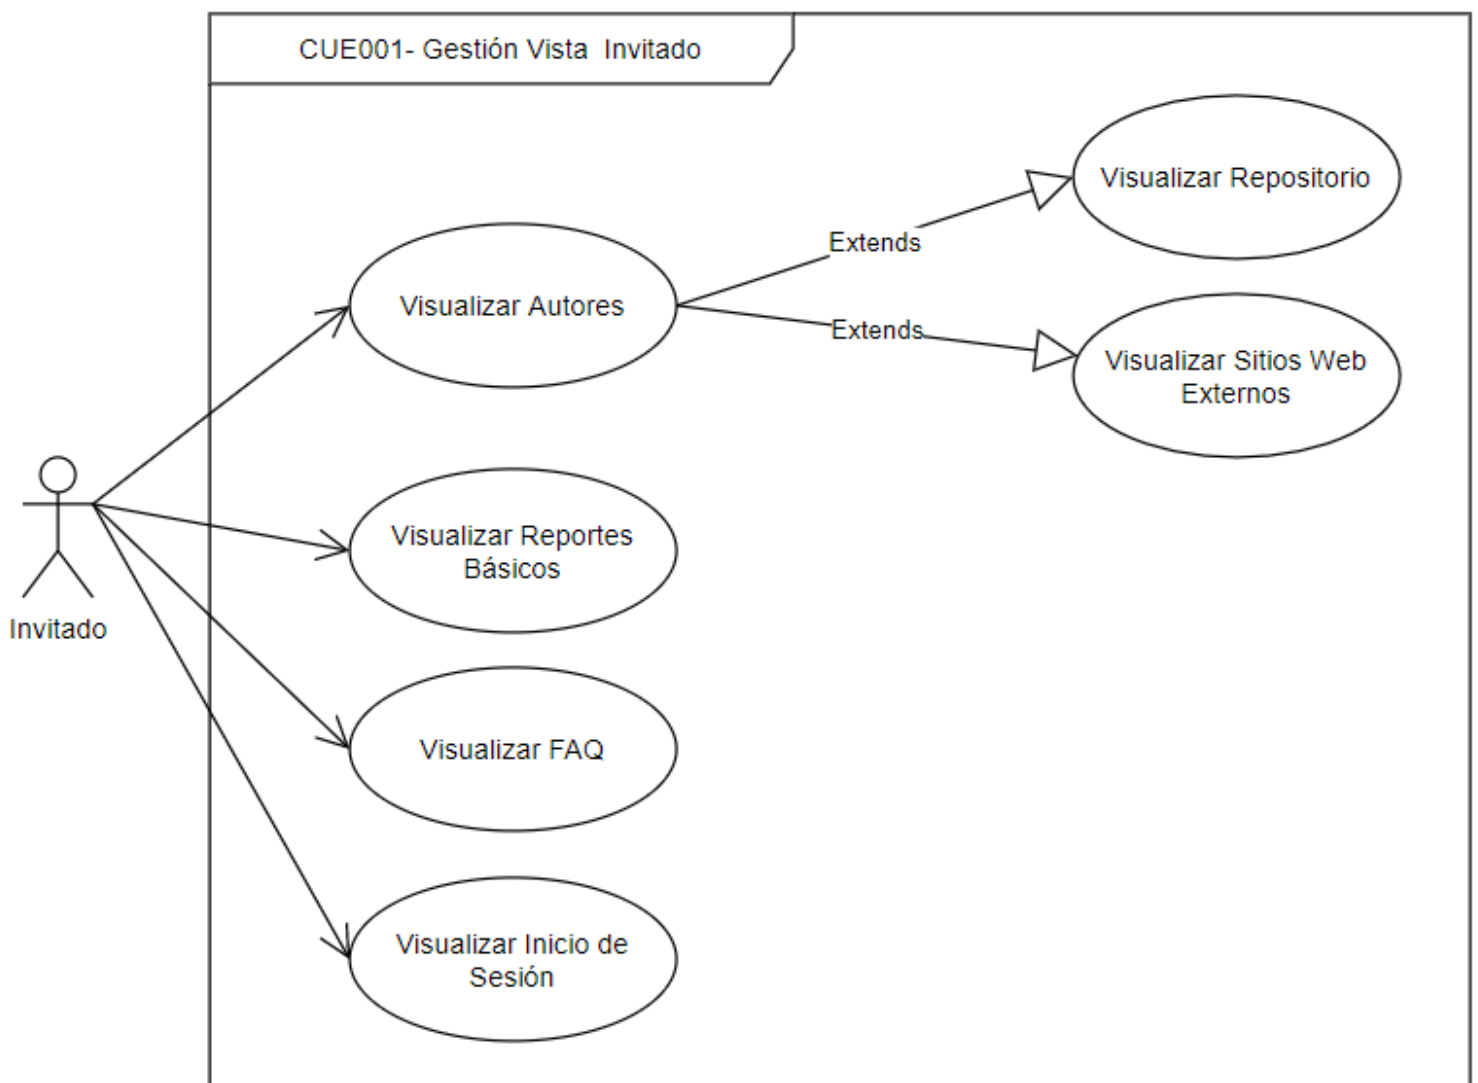 CUE001- Gestión Vista  Invitado
Visualizar Repositorio
Extends
Visualizar Autores
Extends
Visualizar Sitios Web
Externos
Visualizar Reportes
Básicos
Invitado
Visualizar FAQ
Visualizar Inicio de
Sesión